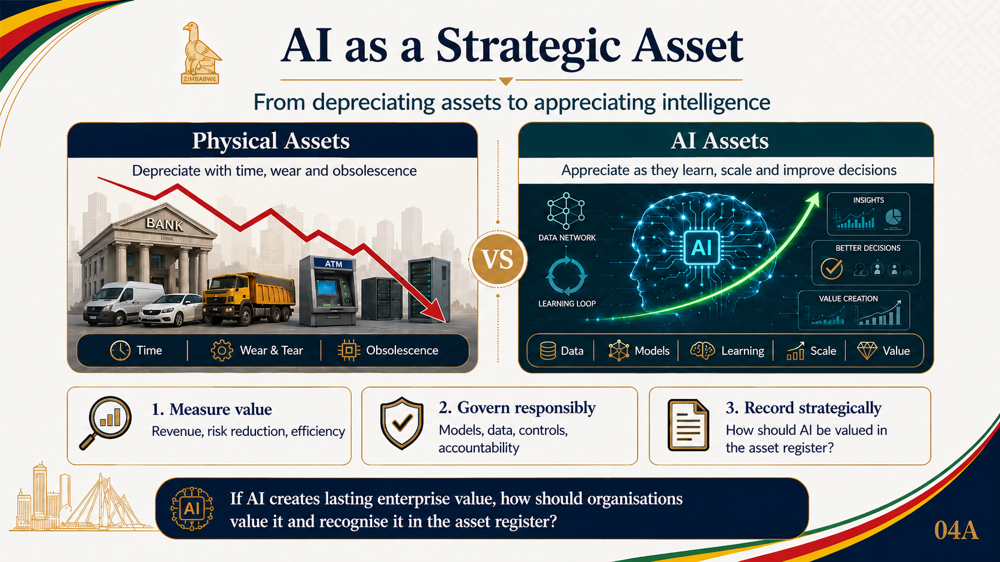 ZIMBABWE
AI as a Strategic Asset
From depreciating assets to appreciating intelligence
Physical Assets
Depreciate with time, wear and obsolescence
BANK
ATM
Time
Wear & Tear
Obsolescence
VS
AI Assets
Appreciate as they learn, scale and improve decisions
DATA NETWORK
LEARNING LOOP
AI
INSIGHTS
BETTER DECISIONS
VALUE CREATION
Data
Models
Learning
Scale
Value
1. Measure value
Revenue, risk reduction, efficiency
2. Govern responsibly
Models, data, controls,
accountability
3. Record strategically
How should AI be valued in
the asset register?
AI
If AI creates lasting enterprise value, how should organisations
value it and recognise it in the asset register?
04A